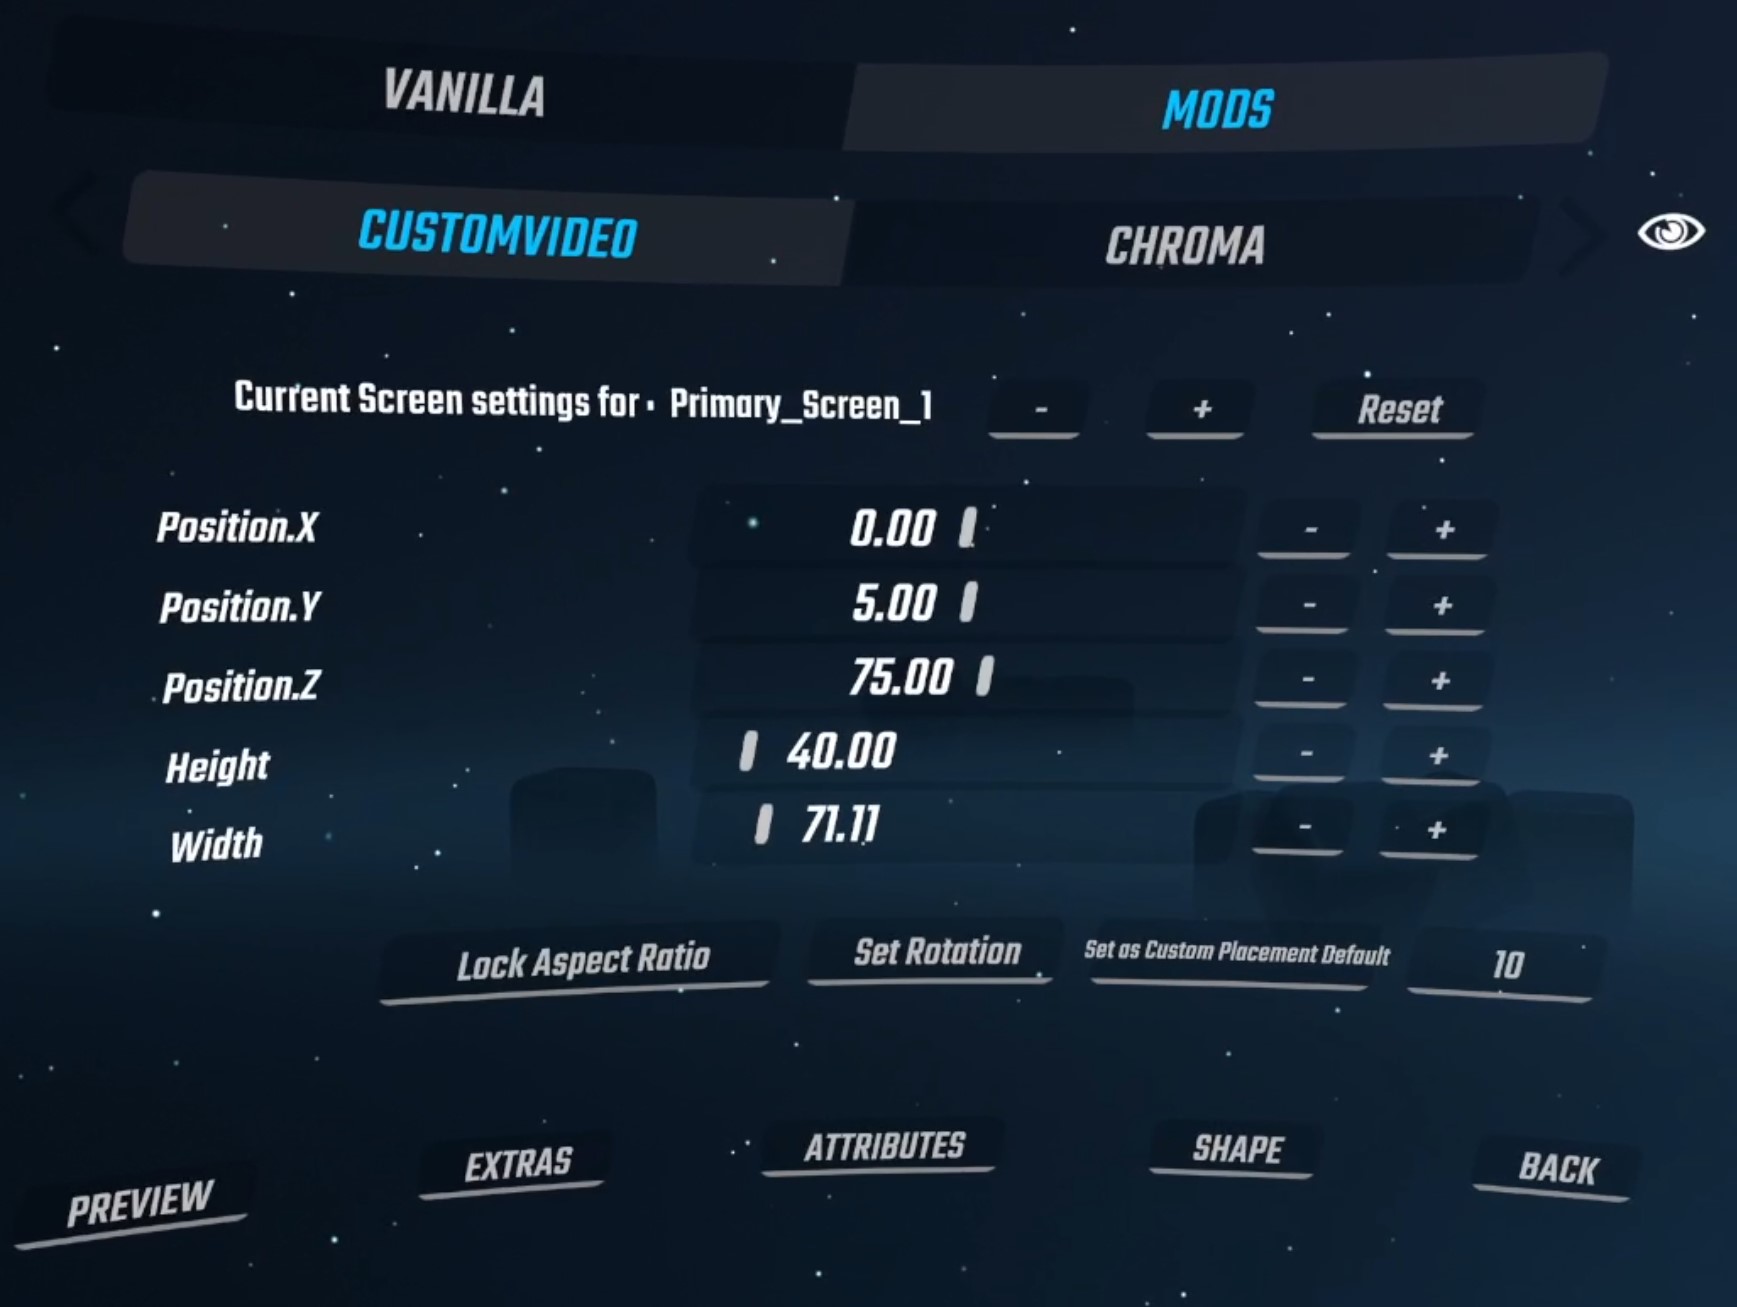 VANILLA MODS
CUSTOMVIDEO CHROMA
Current Screen settings for : Primary_Screen_1 - + Reset
Position.X 0.00 - +
Position.Y 5.00 - +
Position.Z 75.00 - +
Height 40.00 - +
Width 71.11 - +
Lock Aspect Ratio Set Rotation Set as Custom Placement Default 10
PREVIEW EXTRAS ATTRIBUTES SHAPE BACK